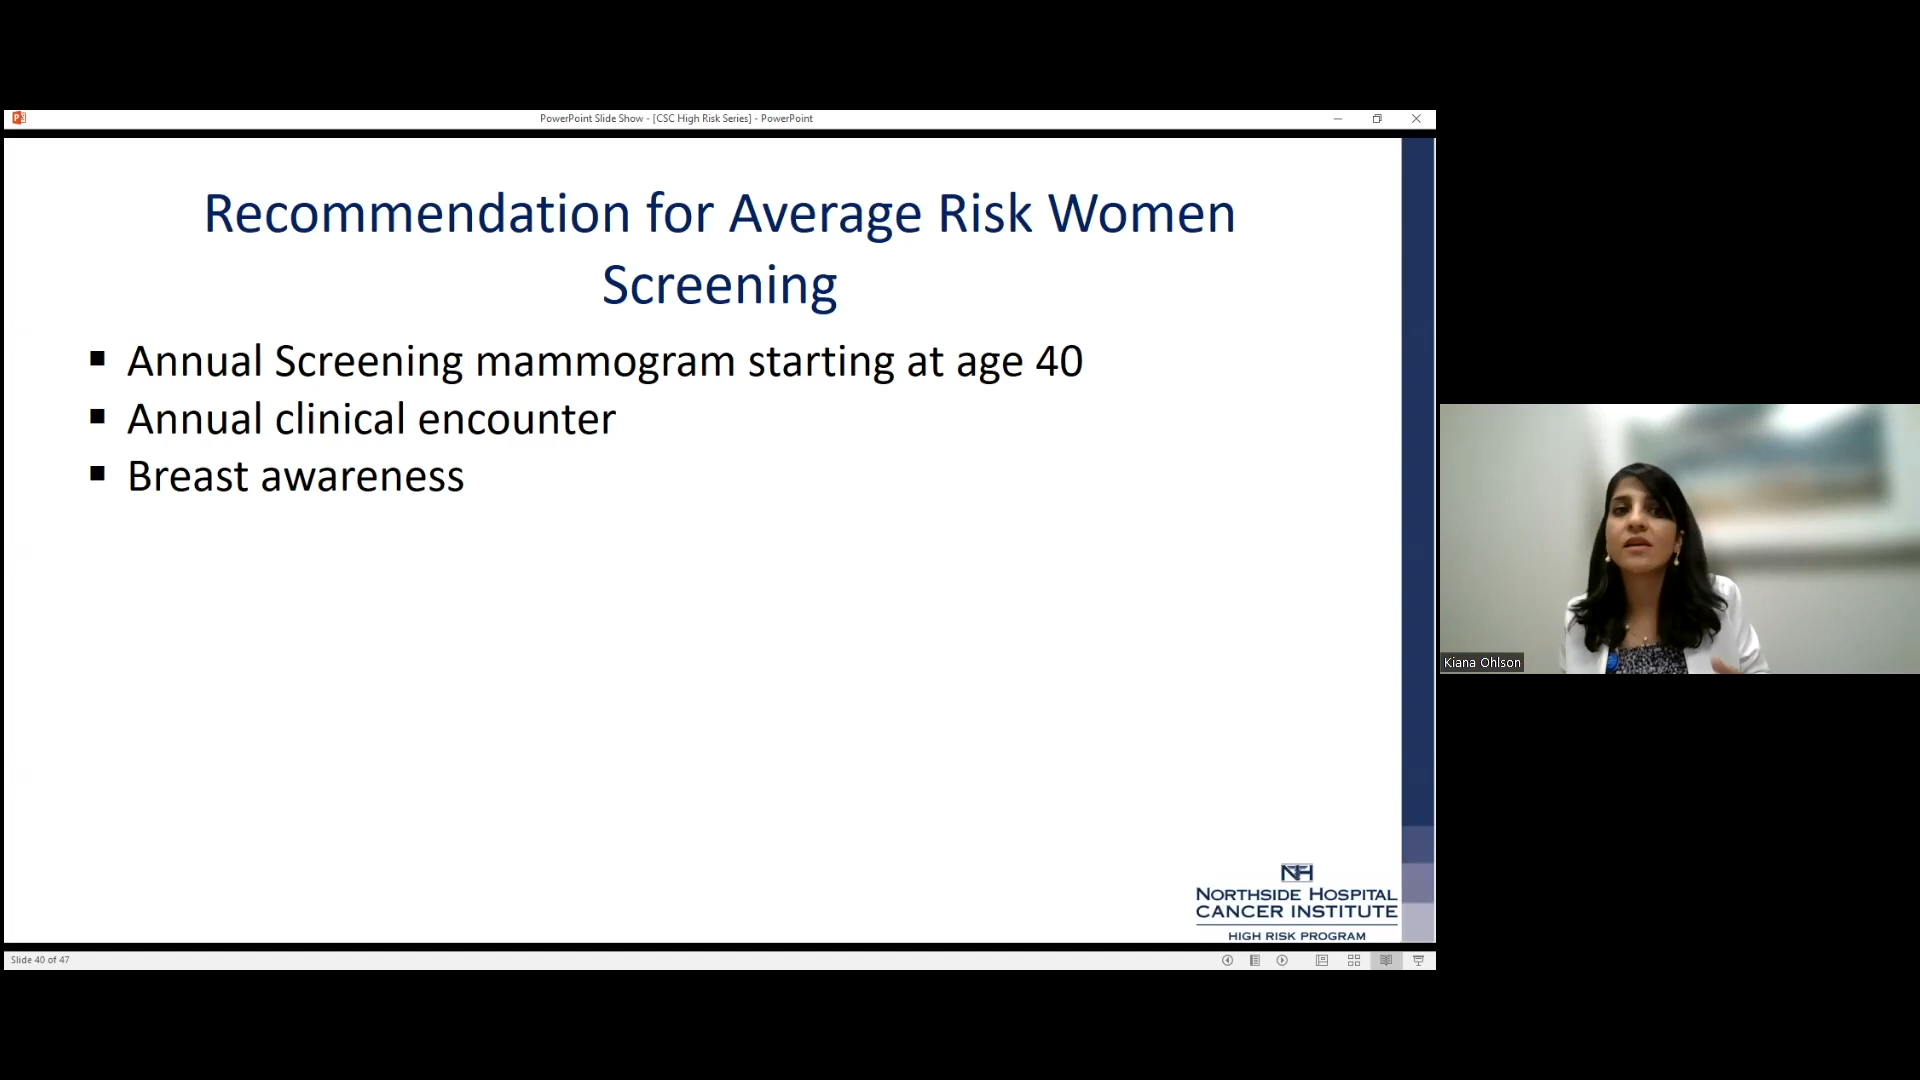 PowerPoint Slide Show - [CSC High Risk Series] - PowerPoint
Recommendation for Average Risk Women
Screening
Annual Screening mammogram starting at age 40
Annual clinical encounter
Breast awareness
Kiana Ohlson
NH
NORTHSIDE HOSPITAL
CANCER INSTITUTE
HIGH RISK PROGRAM
Slide 40 of 47